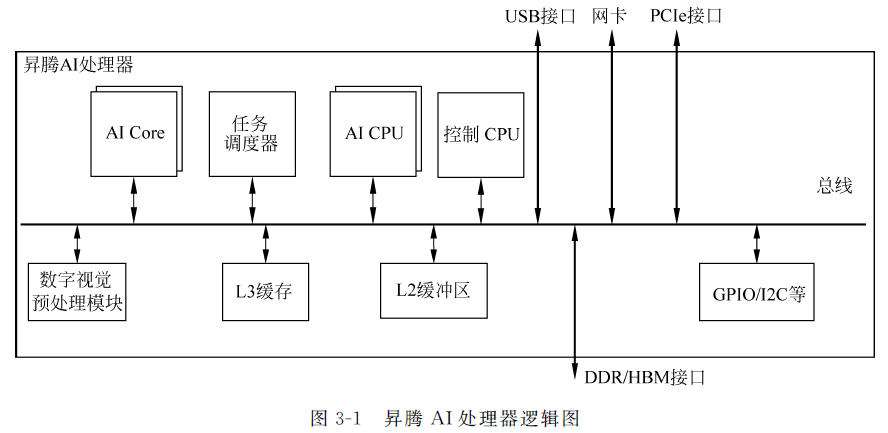 USB接口 网卡 PCIe接口
昇腾AI处理器
AI Core
任务
调度器
AI CPU
控制 CPU
总线
数字视觉
预处理模块
L3缓存
L2缓冲区
GPIO/I2C等
DDR/HBM接口
图 3-1 昇腾 AI 处理器逻辑图